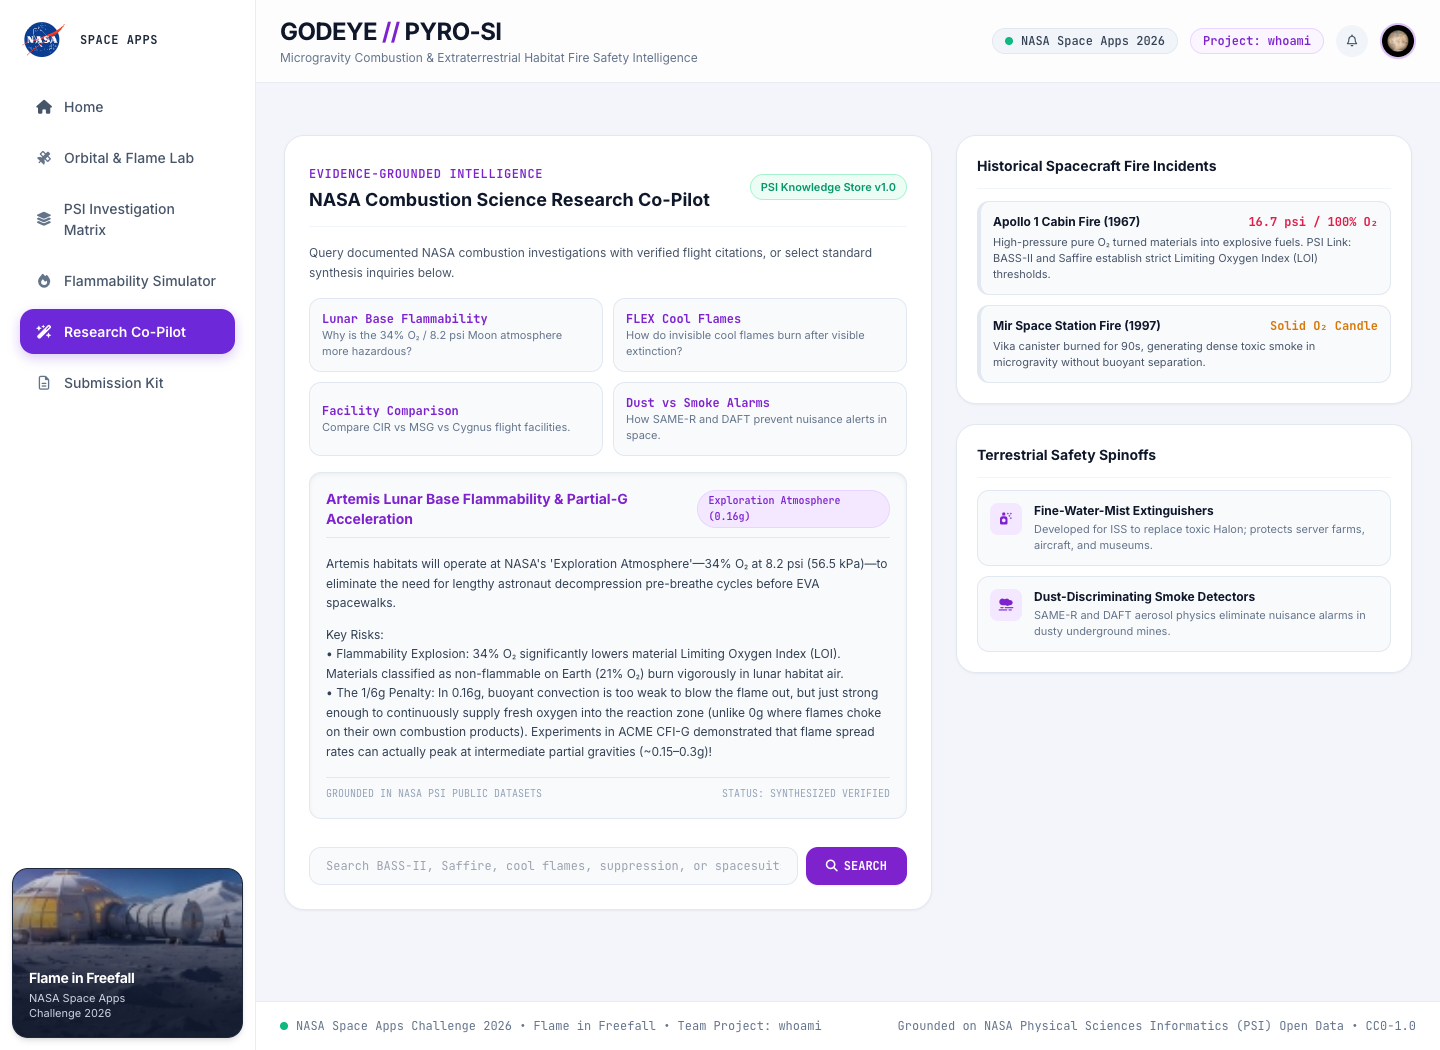 NASA
SPACE APPS
Home
Orbital & Flame Lab
PSI Investigation
Matrix
Flammability Simulator
Research Co-Pilot
Submission Kit
Flame in Freefall
NASA Space Apps
Challenge 2026
GODEYE // PYRO-SI
Microgravity Combustion & Extraterrestrial Habitat Fire Safety Intelligence
NASA Space Apps 2026
Project: whoami
EVIDENCE-GROUNDED INTELLIGENCE
NASA Combustion Science Research Co-Pilot
PSI Knowledge Store v1.0
Query documented NASA combustion investigations with verified flight citations, or select standard
synthesis inquiries below.
Lunar Base Flammability
Why is the 34% O₂ / 8.2 psi Moon atmosphere
more hazardous?
FLEX Cool Flames
How do invisible cool flames burn after visible
extinction?
Facility Comparison
Compare CIR vs MSG vs Cygnus flight facilities.
Dust vs Smoke Alarms
How SAME-R and DAFT prevent nuisance alerts in
space.
Artemis Lunar Base Flammability & Partial-G
Acceleration
Exploration Atmosphere
(0.16g)
Artemis habitats will operate at NASA's 'Exploration Atmosphere'—34% O₂ at 8.2 psi (56.5 kPa)—to
eliminate the need for lengthy astronaut decompression pre-breathe cycles before EVA
spacewalks.
Key Risks:
• Flammability Explosion: 34% O₂ significantly lowers material Limiting Oxygen Index (LOI).
Materials classified as non-flammable on Earth (21% O₂) burn vigorously in lunar habitat air.
• The 1/6g Penalty: In 0.16g, buoyant convection is too weak to blow the flame out, but just strong
enough to continuously supply fresh oxygen into the reaction zone (unlike 0g where flames choke
on their own combustion products). Experiments in ACME CFI-G demonstrated that flame spread
rates can actually peak at intermediate partial gravities (~0.15–0.3g)!
GROUNDED IN NASA PSI PUBLIC DATASETS
STATUS: SYNTHESIZED VERIFIED
Search BASS-II, Saffire, cool flames, suppression, or spacesuit
SEARCH
Historical Spacecraft Fire Incidents
Apollo 1 Cabin Fire (1967)
16.7 psi / 100% O₂
High-pressure pure O₂ turned materials into explosive fuels. PSI Link:
BASS-II and Saffire establish strict Limiting Oxygen Index (LOI)
thresholds.
Mir Space Station Fire (1997)
Solid O₂ Candle
Vika canister burned for 90s, generating dense toxic smoke in
microgravity without buoyant separation.
Terrestrial Safety Spinoffs
Fine-Water-Mist Extinguishers
Developed for ISS to replace toxic Halon; protects server farms,
aircraft, and museums.
Dust-Discriminating Smoke Detectors
SAME-R and DAFT aerosol physics eliminate nuisance alarms in
dusty underground mines.
NASA Space Apps Challenge 2026 • Flame in Freefall • Team Project: whoami
Grounded on NASA Physical Sciences Informatics (PSI) Open Data • CC0-1.0